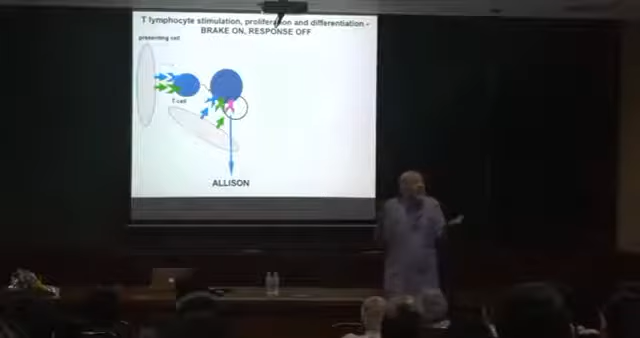 T lymphocyte stimulation, proliferation and differentiation -
BRAKE ON, RESPONSE OFF
presenting cell
T cell
ALLISON